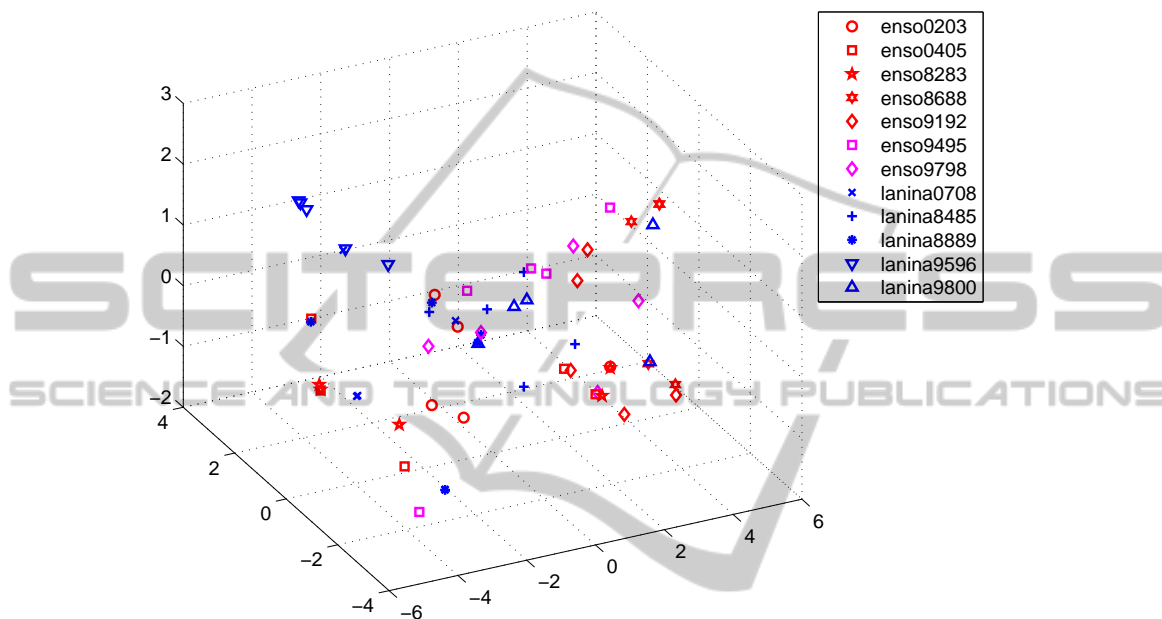 3
2
1
0
−1
−2
4
2
0
−2
−4
−6
−4
−2
0
2
4
6
enso0203
enso0405
enso8283
enso8688
enso9192
enso9495
enso9798
lanina0708
lanina8485
lanina8889
lanina9596
lanina9800
SCITEPRESS
SCIENCE AND TECHNOLOGY PUBLICATIONS